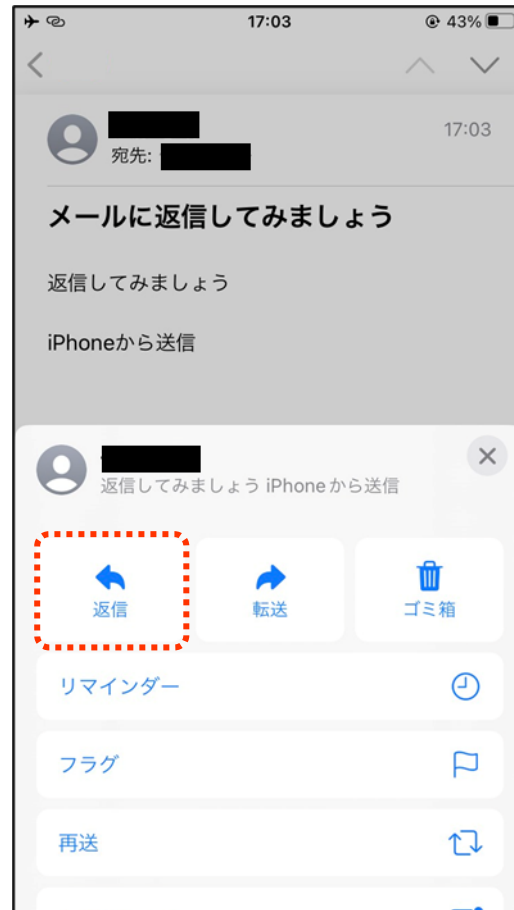 17:03
43%
17:03
宛先:
メールに返信してみましょう
返信してみましょう
iPhoneから送信
返信してみましょう iPhoneから送信
返信
転送
ゴミ箱
リマインダー
フラグ
再送